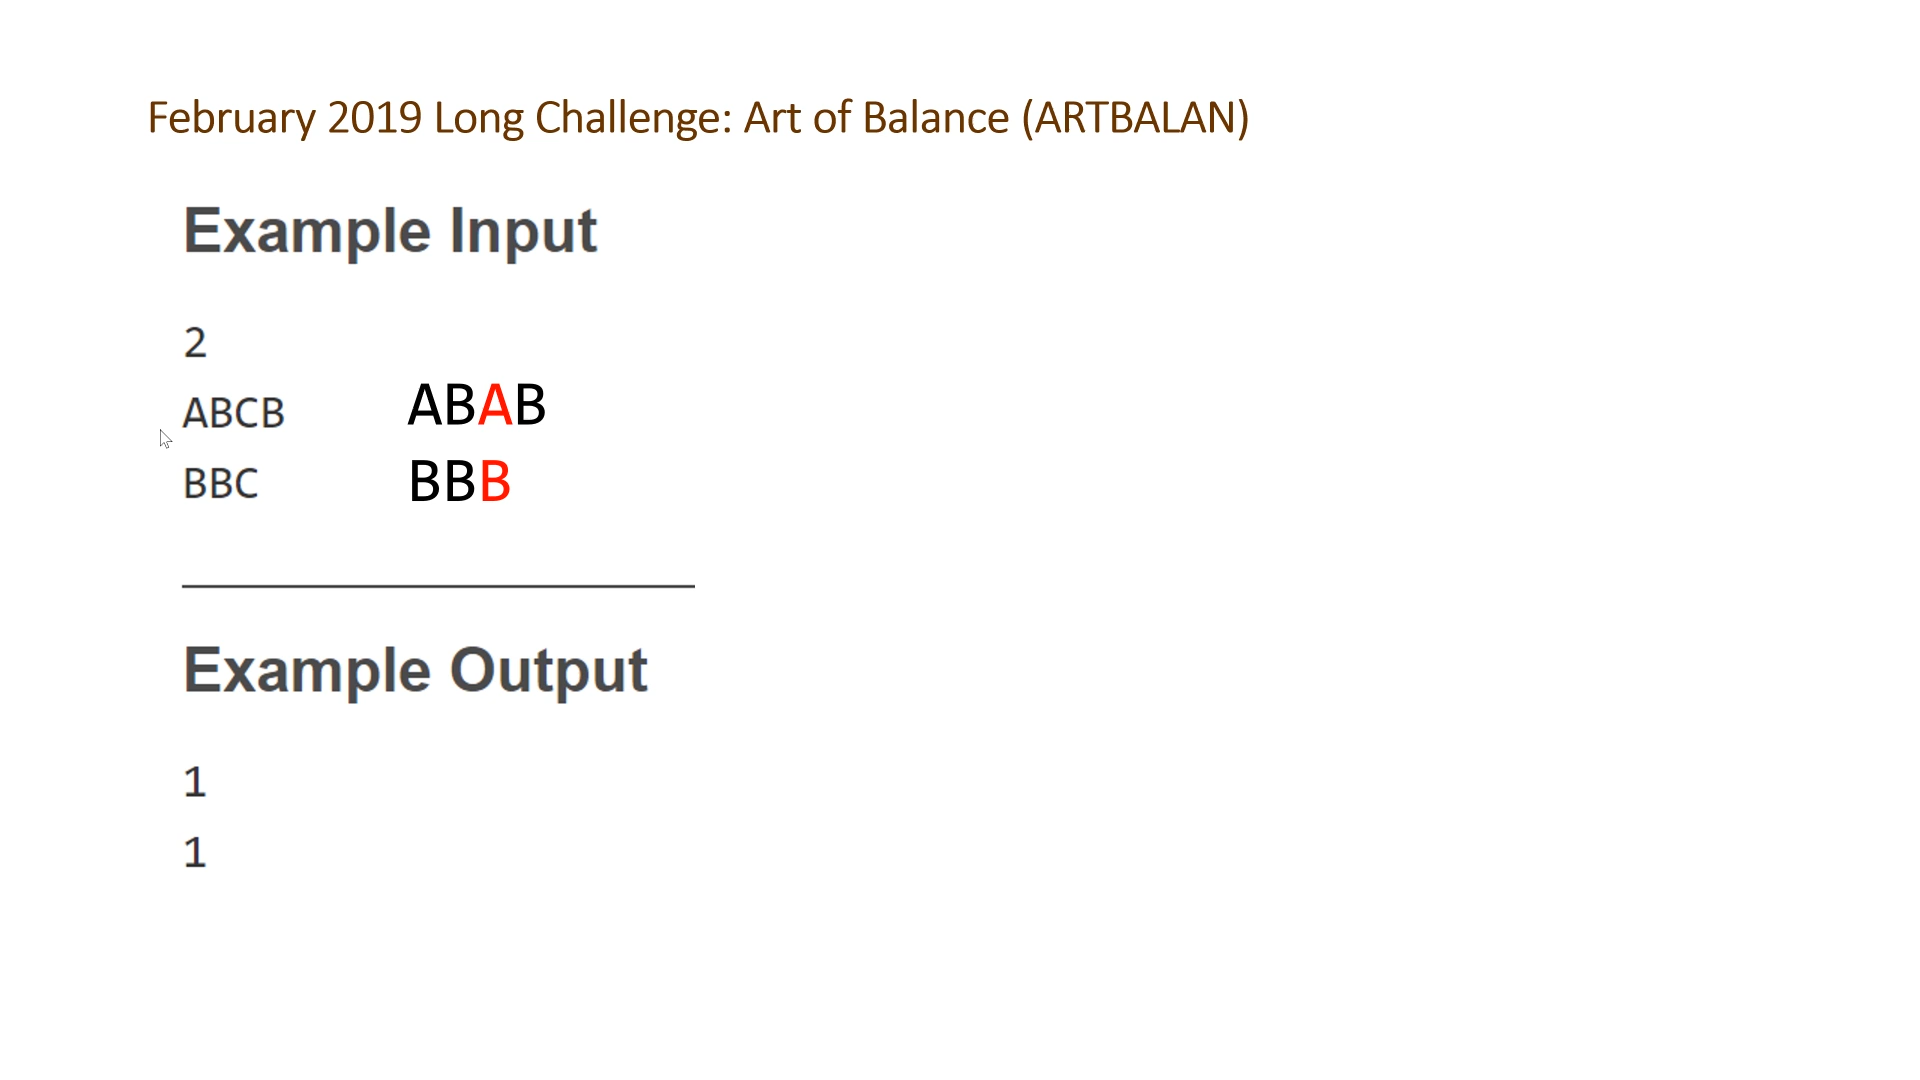 February 2019 Long Challenge: Art of Balance (ARTBALAN)
Example Input
2
ABCB ABAB
BBC BBB
Example Output
1
1